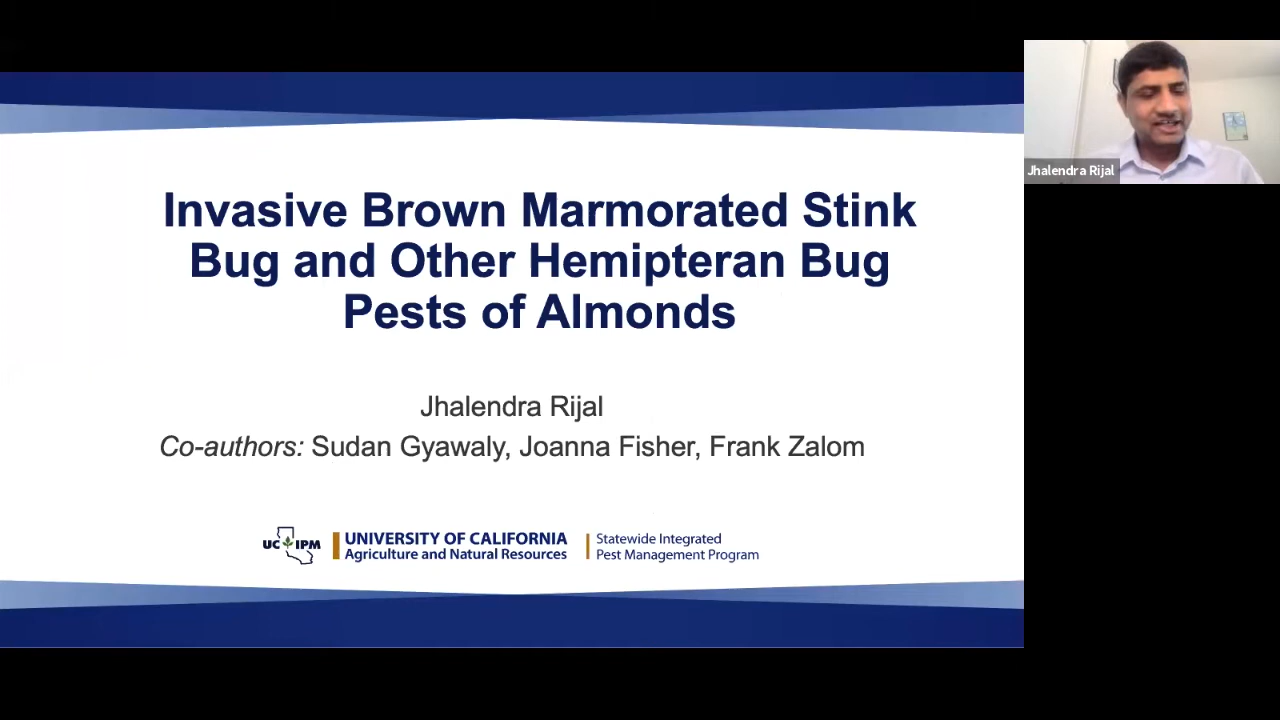 Invasive Brown Marmorated Stink
Bug and Other Hemipteran Bug
Pests of Almonds
Jhalendra Rijal
Co-authors: Sudan Gyawaly, Joanna Fisher, Frank Zalom
UC IPM
UNIVERSITY OF CALIFORNIA
Agriculture and Natural Resources
Statewide Integrated
Pest Management Program
Jhalendra Rijal